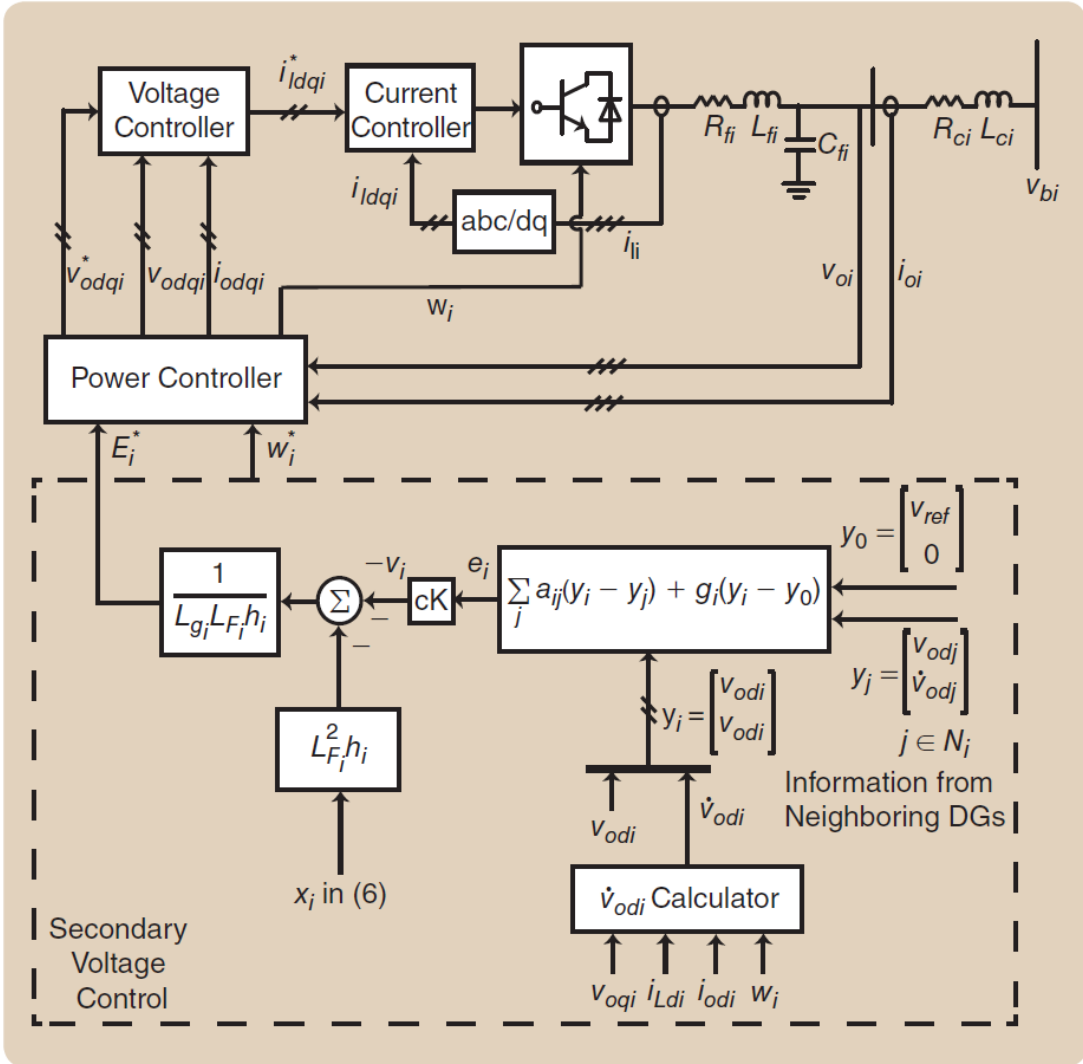 Voltage
Controller
i*ldqi
Current
Controller
Rfi Lfi
Cfi
Rci Lci
vbi
ildqi
abc/dq
ili
v*odqi vodqi iodqi
wi
voi
ioi
Power Controller
E*i
w*i
1
LgiLFihi
Σ
−
−
−vi
cK
ei
∑ aij(yi − yj) + gi(yi − y0)
j
y0 = [vref
0]
yj = [vodj
v̇odj]
j ∈ Ni
L²Fihi
xi in (6)
yi = [vodi
vodi]
vodi
v̇odi
Information from
Neighboring DGs
v̇odi Calculator
voqi iLdi iodi wi
Secondary
Voltage
Control